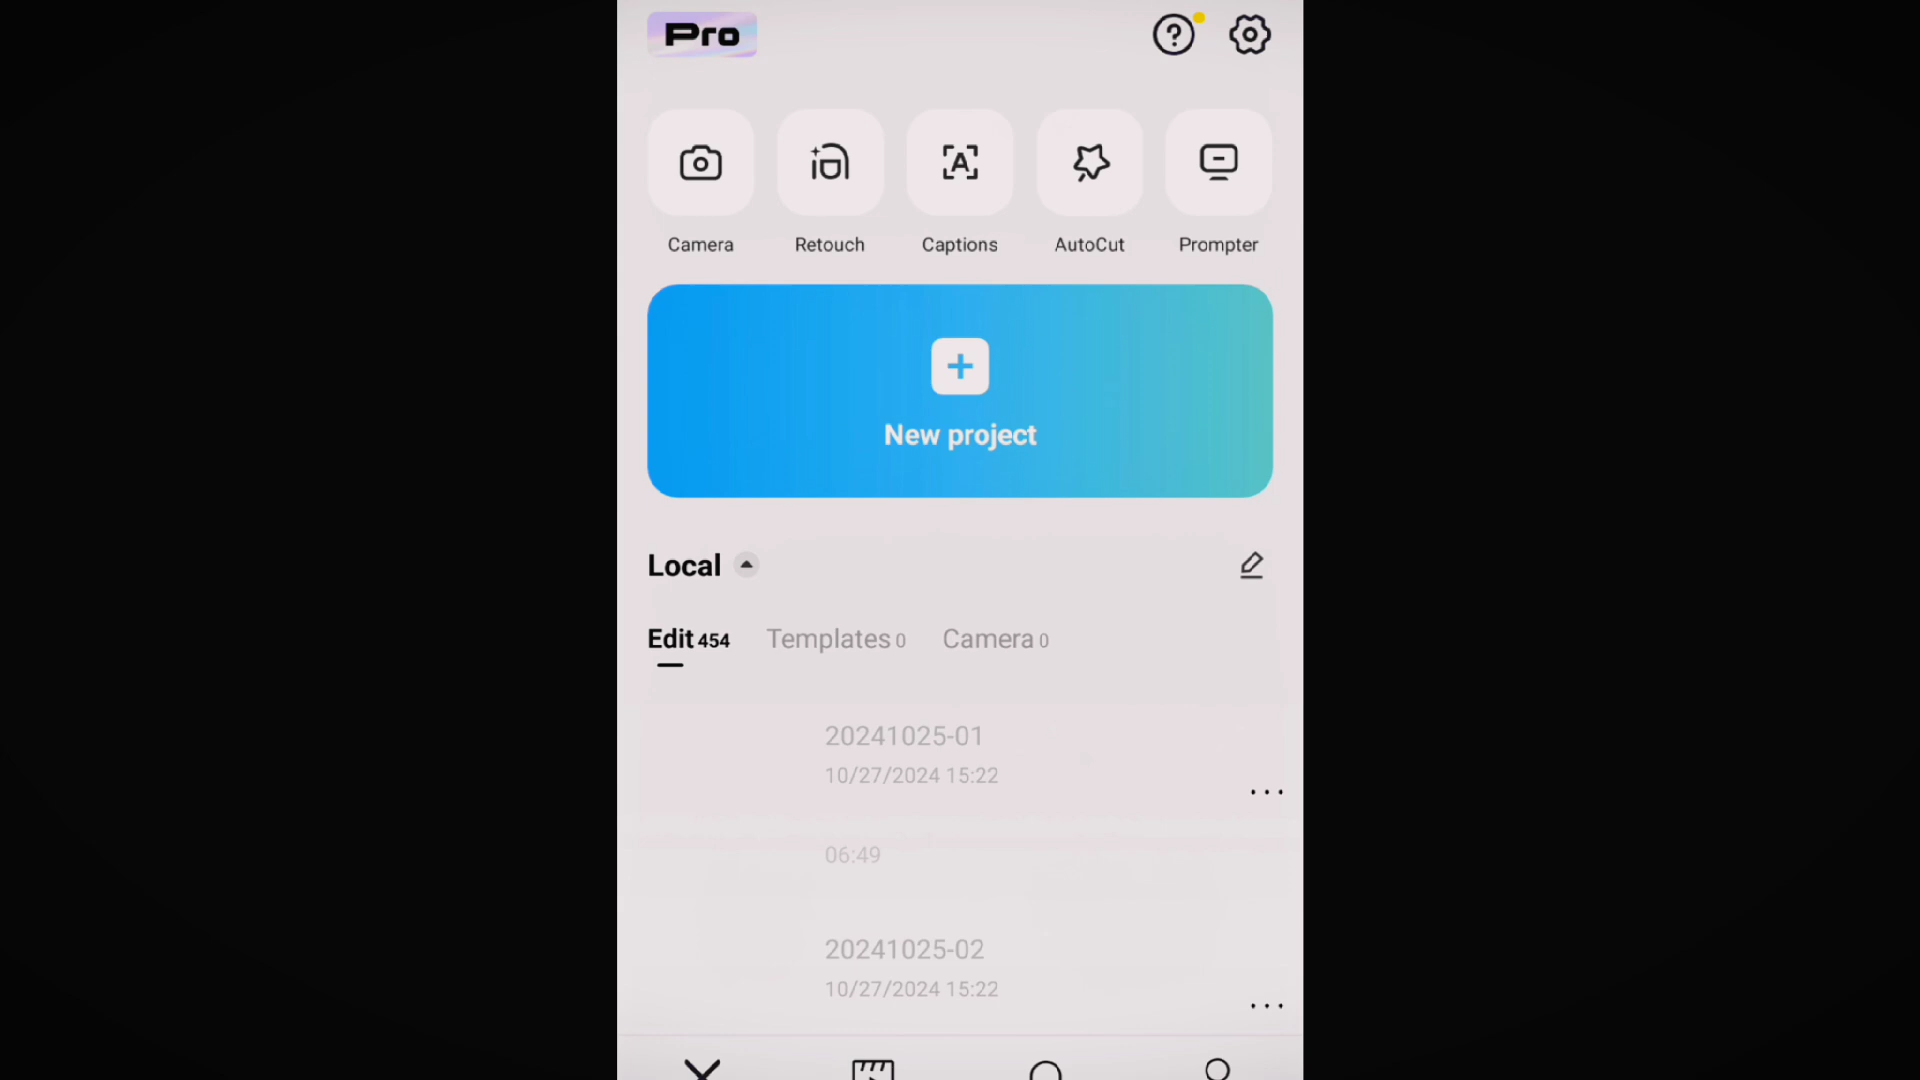 Pro
Camera Retouch Captions AutoCut Prompter
New project
Local
Edit 454 Templates 0 Camera 0
20241025-01
10/27/2024 15:22
06:49
20241025-02
10/27/2024 15:22